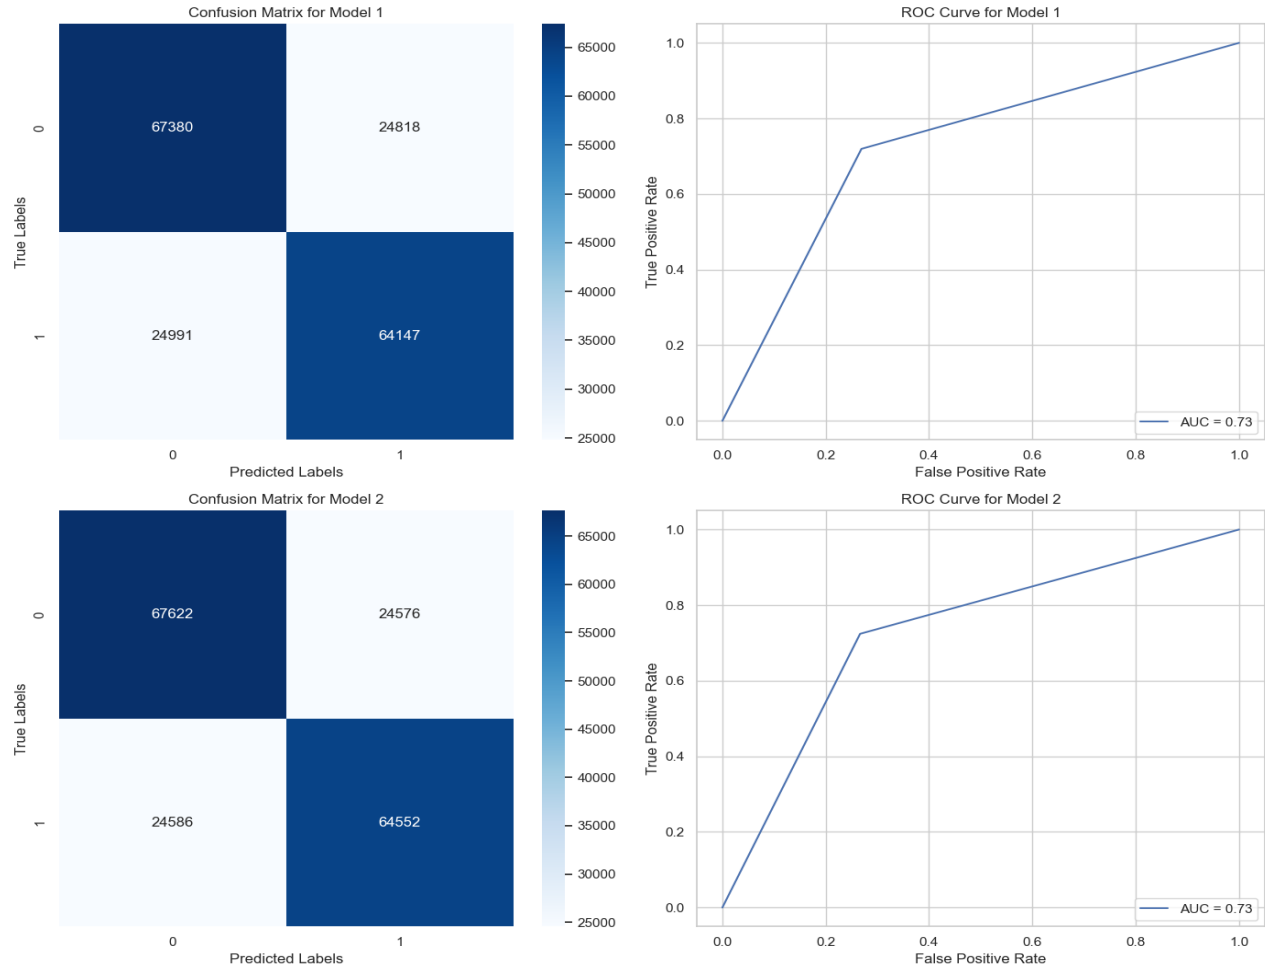 Confusion Matrix for Model 1
67380 24818
24991 64147
0
1
True Labels
0 1
Predicted Labels
65000
60000
55000
50000
45000
40000
35000
30000
25000
ROC Curve for Model 1
1.0
0.8
0.6
0.4
0.2
0.0
True Positive Rate
AUC = 0.73
0.0 0.2 0.4 0.6 0.8 1.0
False Positive Rate
Confusion Matrix for Model 2
67622 24576
24586 64552
0
1
True Labels
0 1
Predicted Labels
65000
60000
55000
50000
45000
40000
35000
30000
25000
ROC Curve for Model 2
1.0
0.8
0.6
0.4
0.2
0.0
True Positive Rate
AUC = 0.73
0.0 0.2 0.4 0.6 0.8 1.0
False Positive Rate